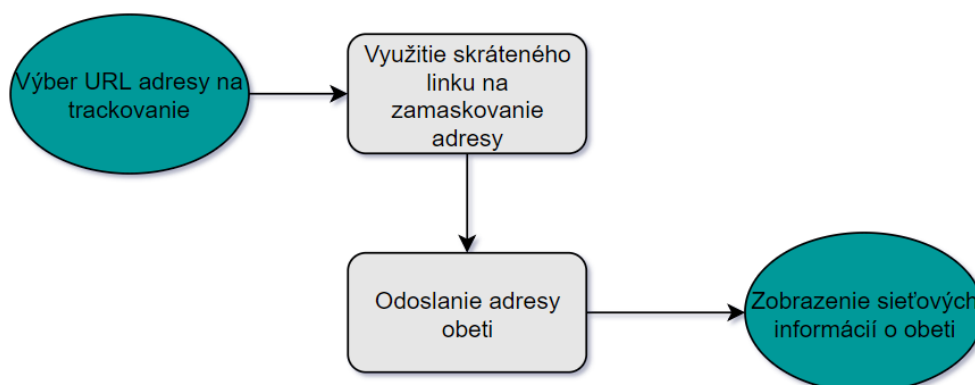 Výber URL adresy na
trackovanie
Využitie skráteného
linku na
zamaskovanie
adresy
Odoslanie adresy
obeti
Zobrazenie sieťových
informácií o obeti